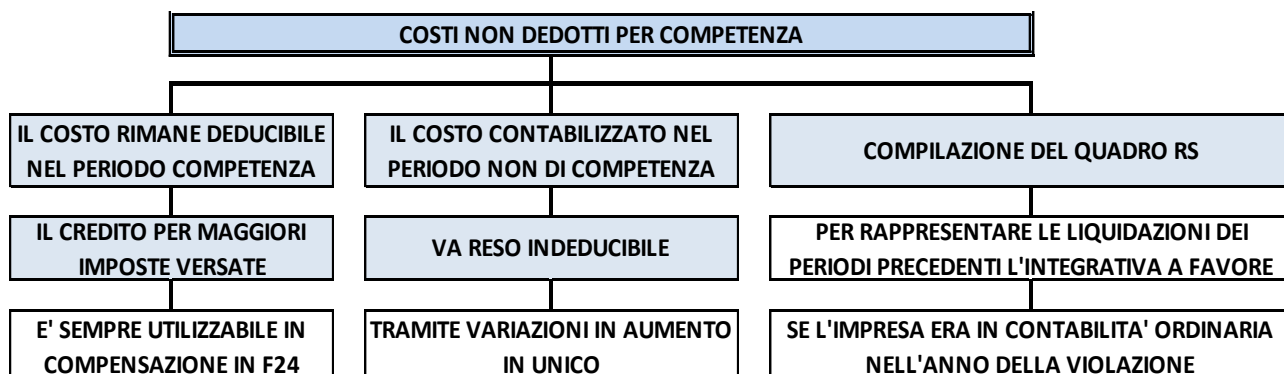 COSTI NON DEDOTTI PER COMPETENZA
IL COSTO RIMANE DEDUCIBILE
NEL PERIODO COMPETENZA
IL CREDITO PER MAGGIORI
IMPOSTE VERSATE
E' SEMPRE UTILIZZABILE IN
COMPENSAZIONE IN F24
IL COSTO CONTABILIZZATO NEL
PERIODO NON DI COMPETENZA
VA RESO INDEDUCIBILE
TRAMITE VARIAZIONI IN AUMENTO
IN UNICO
COMPILAZIONE DEL QUADRO RS
PER RAPPRESENTARE LE LIQUIDAZIONI DEI
PERIODI PRECEDENTI L'INTEGRATIVA A FAVORE
SE L'IMPRESA ERA IN CONTABILITA' ORDINARIA
NELL'ANNO DELLA VIOLAZIONE